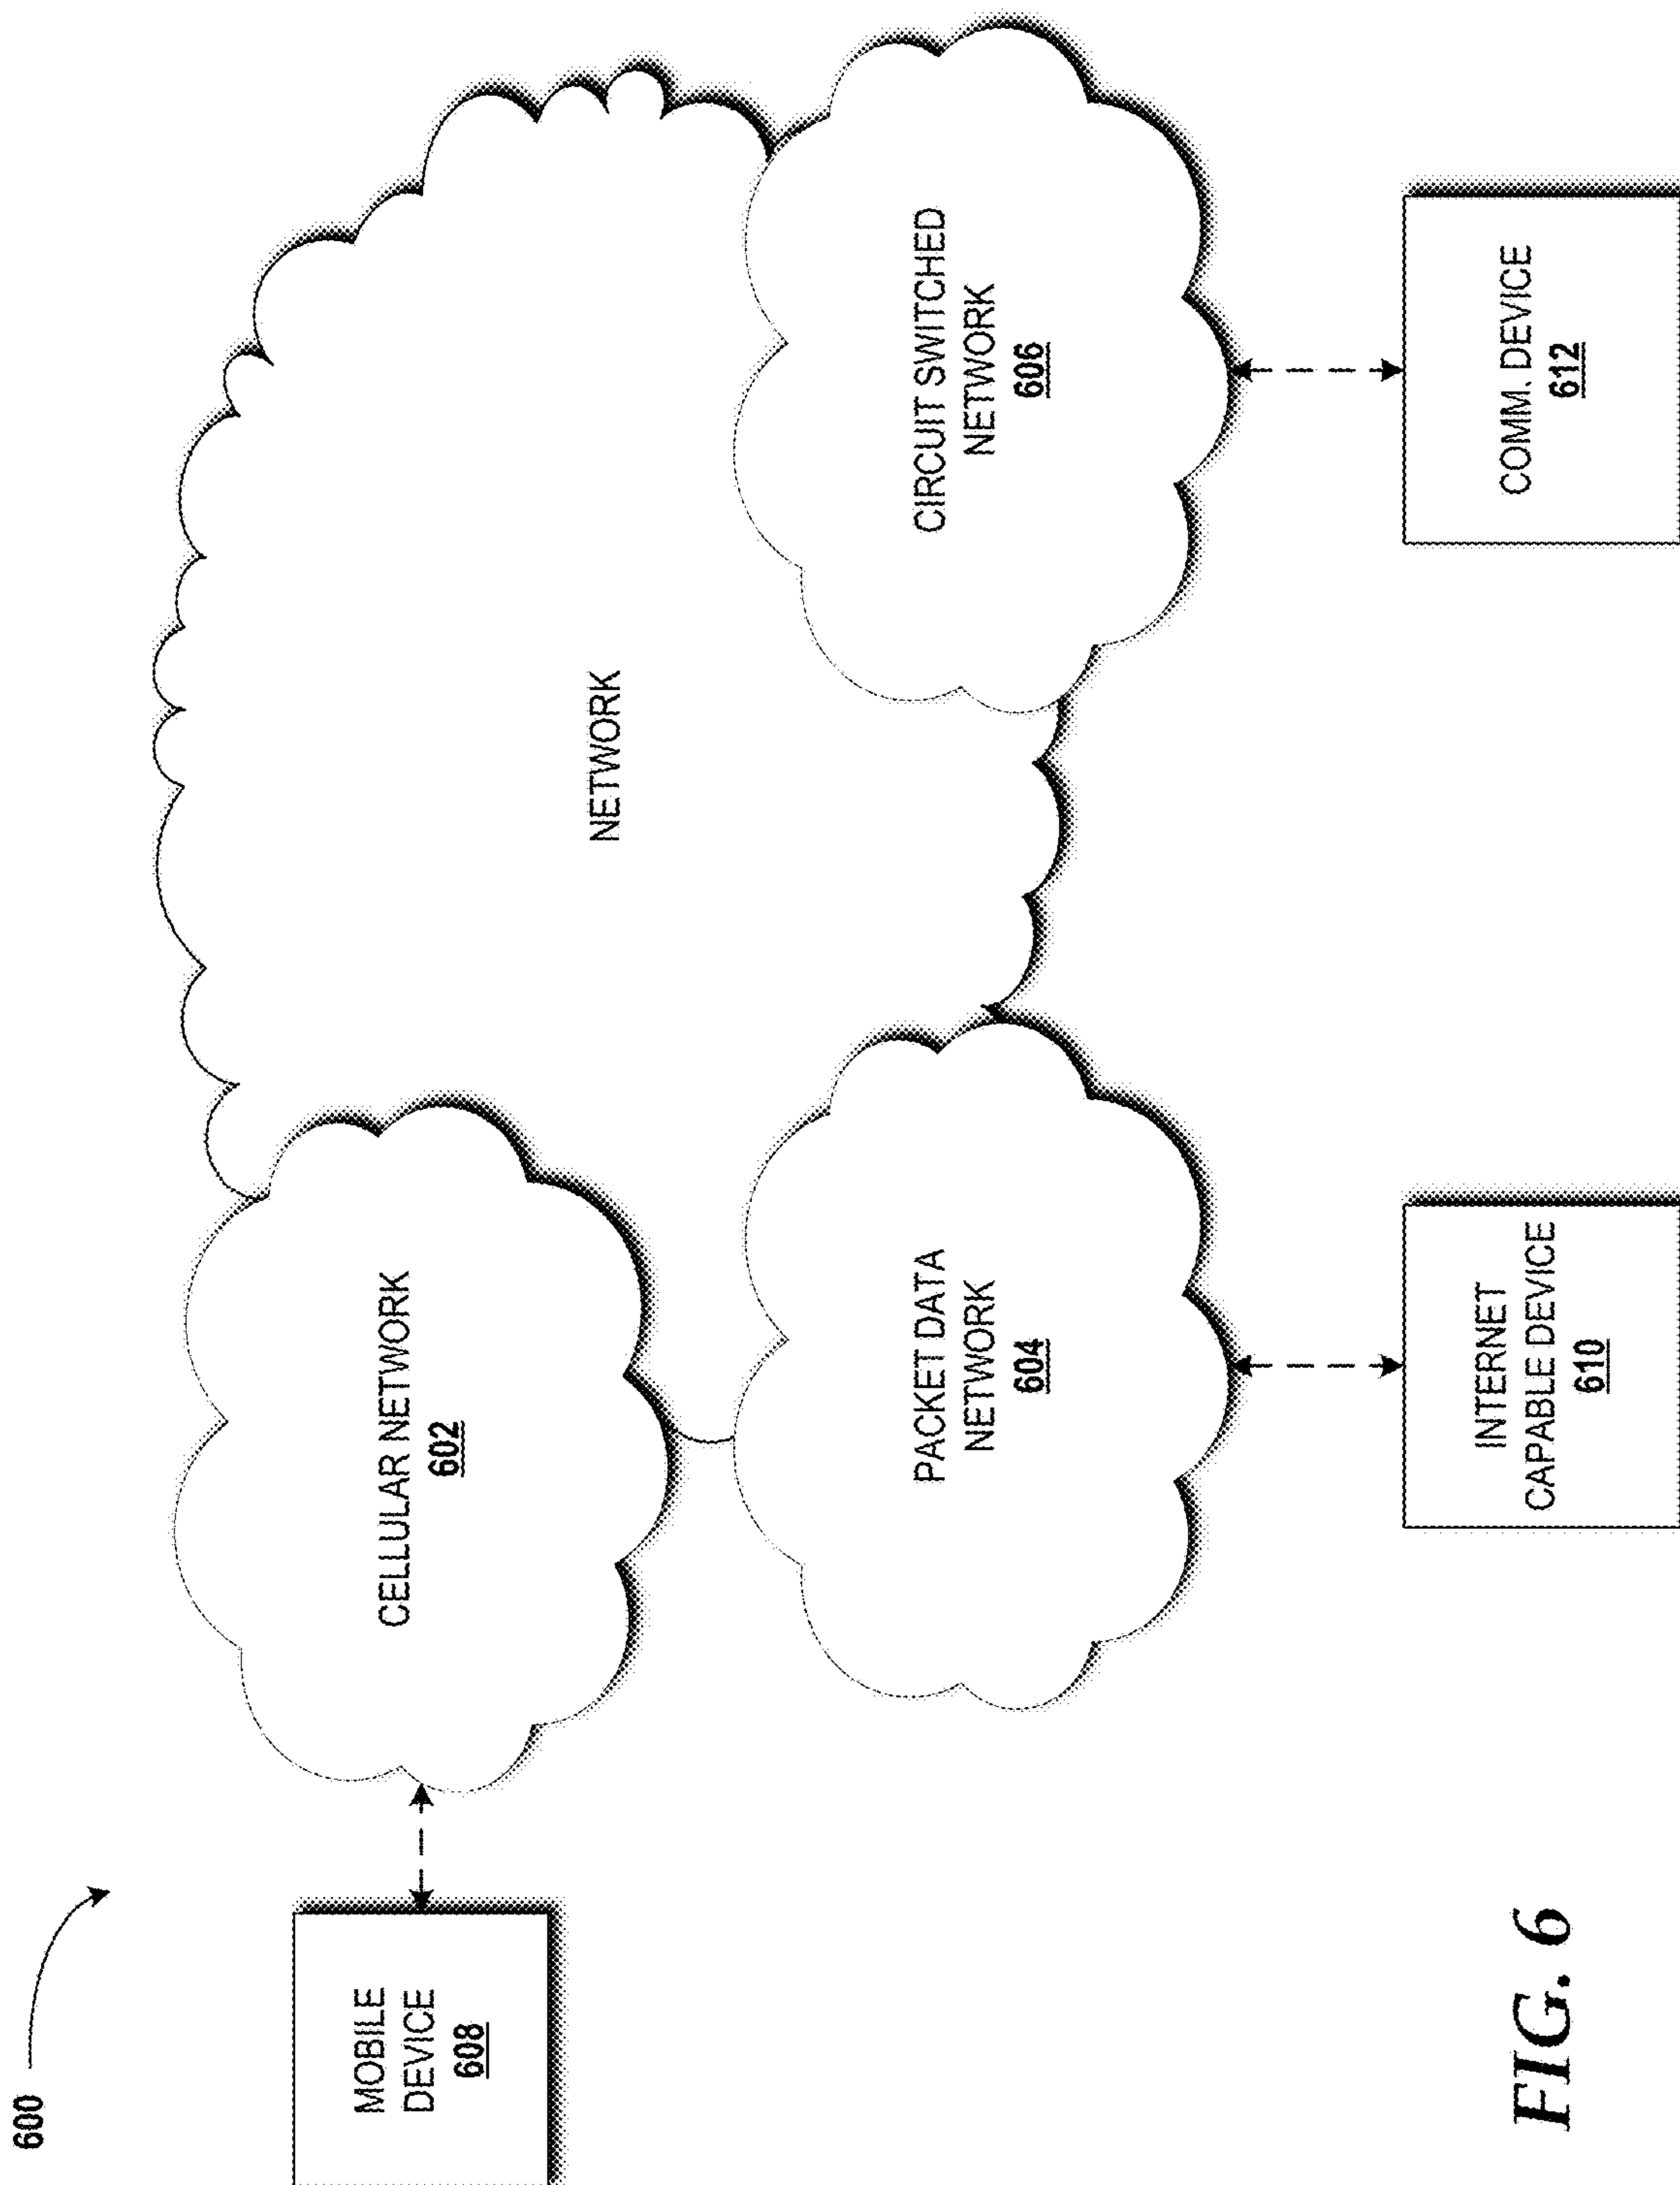 600
MOBILE
DEVICE
608
CELLULAR NETWORK
602
NETWORK
PACKET DATA
NETWORK
604
CIRCUIT SWITCHED
NETWORK
606
INTERNET
CAPABLE DEVICE
610
COMM. DEVICE
612
FIG. 6